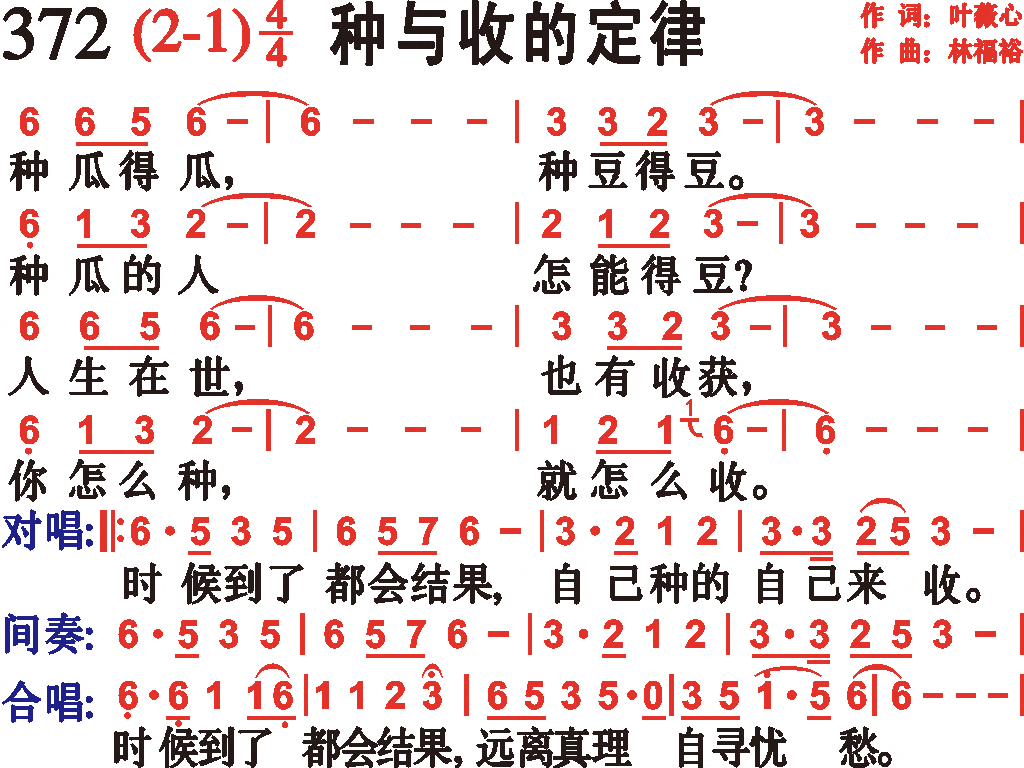 372 (2-1) 4/4 种与收的定律 作 词：叶薇心
作 曲：林福裕
6 6 5 6 – | 6 – – – | 3 3 2 3 – | 3 – – – |
种 瓜 得 瓜， 种 豆 得 豆。
6 1 3 2 – | 2 – – – | 2 1 2 3 – | 3 – – – |
种 瓜 的 人 怎 能 得 豆？
6 6 5 6 – | 6 – – – | 3 3 2 3 – | 3 – – – |
人 生 在 世， 也 有 收 获，
6 1 3 2 – | 2 – – – | 1 2 1 1 6 – | 6 – – – |
你 怎 么 种， 就 怎 么 收。
对唱: ‖: 6 · 5 3 5 | 6 5 7 6 – | 3 · 2 1 2 | 3 · 3 2 5 3 – |
时 候 到 了 都 会 结 果, 自 己 种 的 自 己 来 收。
间奏: 6 · 5 3 5 | 6 5 7 6 – | 3 · 2 1 2 | 3 · 3 2 5 3 – |
合唱: 6 · 6 1 1 6 | 1 1 2 3 | 6 5 3 5 · 0 | 3 5 1 · 5 6 | 6 – – – |
时 候 到 了 都 会 结 果, 远 离 真 理 自 寻 忧 愁。